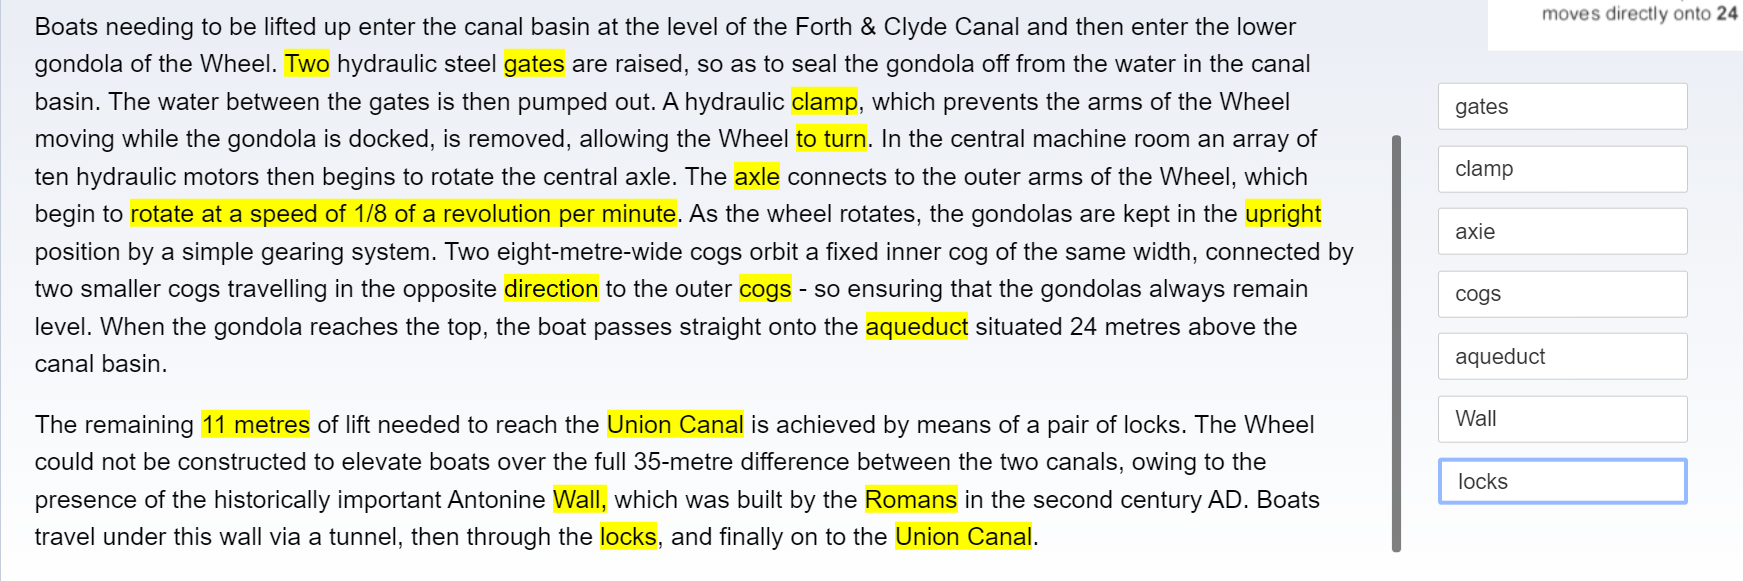 Boats needing to be lifted up enter the canal basin at the level of the Forth & Clyde Canal and then enter the lower
gondola of the Wheel. Two hydraulic steel gates are raised, so as to seal the gondola off from the water in the canal
basin. The water between the gates is then pumped out. A hydraulic clamp, which prevents the arms of the Wheel
moving while the gondola is docked, is removed, allowing the Wheel to turn. In the central machine room an array of
ten hydraulic motors then begins to rotate the central axle. The axle connects to the outer arms of the Wheel, which
begin to rotate at a speed of 1/8 of a revolution per minute. As the wheel rotates, the gondolas are kept in the upright
position by a simple gearing system. Two eight-metre-wide cogs orbit a fixed inner cog of the same width, connected by
two smaller cogs travelling in the opposite direction to the outer cogs - so ensuring that the gondolas always remain
level. When the gondola reaches the top, the boat passes straight onto the aqueduct situated 24 metres above the
canal basin.
The remaining 11 metres of lift needed to reach the Union Canal is achieved by means of a pair of locks. The Wheel
could not be constructed to elevate boats over the full 35-metre difference between the two canals, owing to the
presence of the historically important Antonine Wall, which was built by the Romans in the second century AD. Boats
travel under this wall via a tunnel, then through the locks, and finally on to the Union Canal.
moves directly onto 24
gates
clamp
axie
cogs
aqueduct
Wall
locks